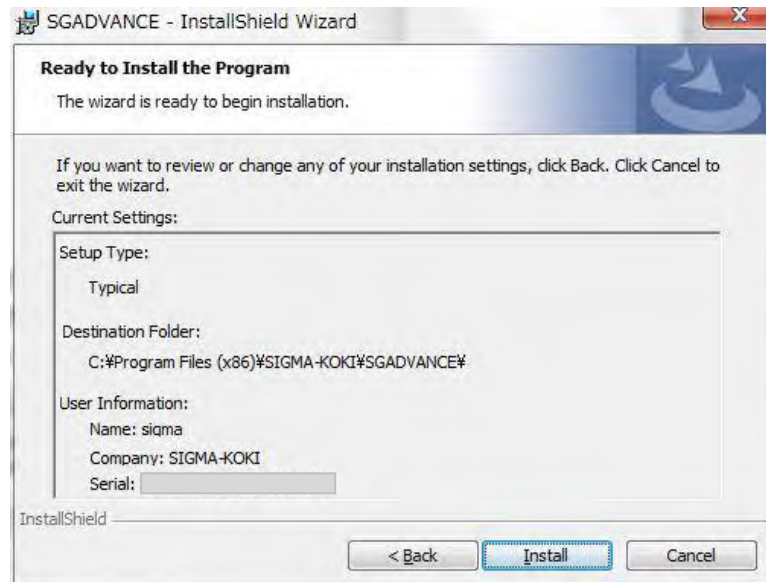 SGADVANCE - InstallShield Wizard
X
Ready to Install the Program
The wizard is ready to begin installation.
If you want to review or change any of your installation settings, click Back. Click Cancel to
exit the wizard.
Current Settings:
Setup Type:
Typical
Destination Folder:
C:¥Program Files (x86)¥SIGMA-KOKI¥SGADVANCE¥
User Information:
Name: sigma
Company: SIGMA-KOKI
Serial:
InstallShield
< Back Install Cancel